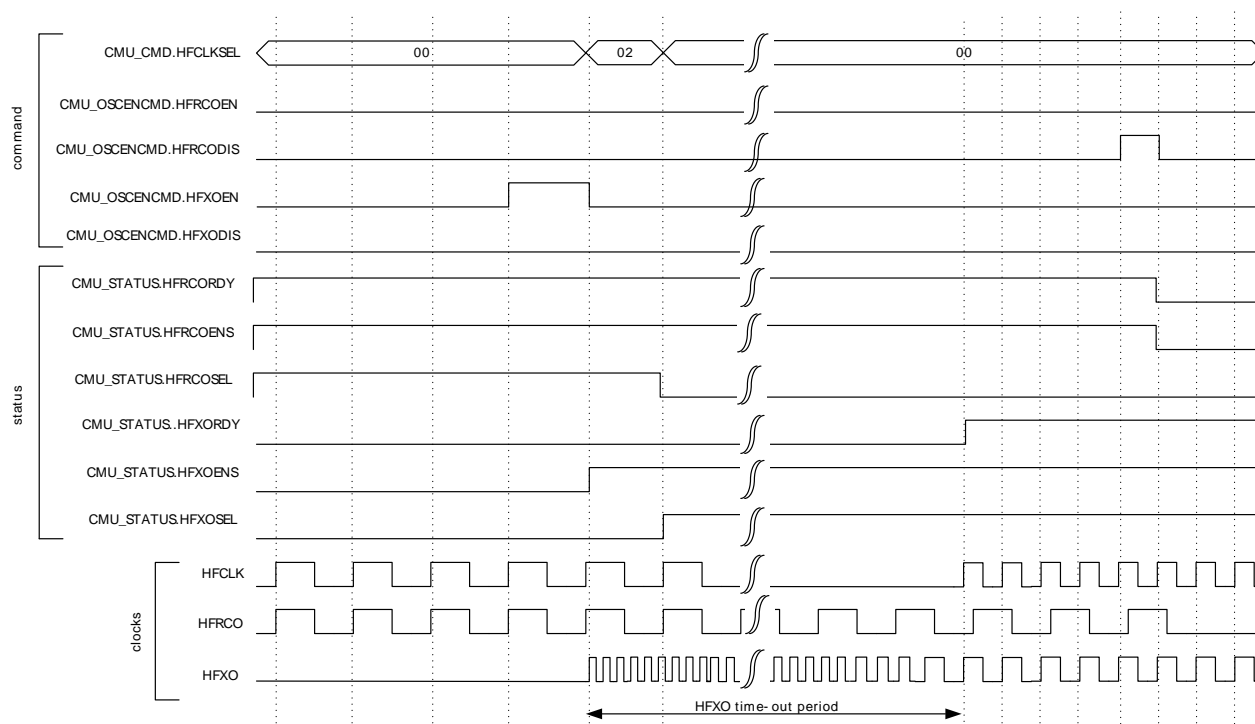 CMU_CMD.HFCLKSEL
00
02
00
command
CMU_OSCENCMD.HFRCOEN
CMU_OSCENCMD.HFRCODIS
CMU_OSCENCMD.HFXOEN
CMU_OSCENCMD.HFXODIS
status
CMU_STATUS.HFRCORDY
CMU_STATUS.HFRCOENS
CMU_STATUS.HFRCOSEL
CMU_STATUS..HFXORDY
CMU_STATUS.HFXOENS
CMU_STATUS.HFXOSEL
clocks
HFCLK
HFRCO
HFXO
HFXO time-out period